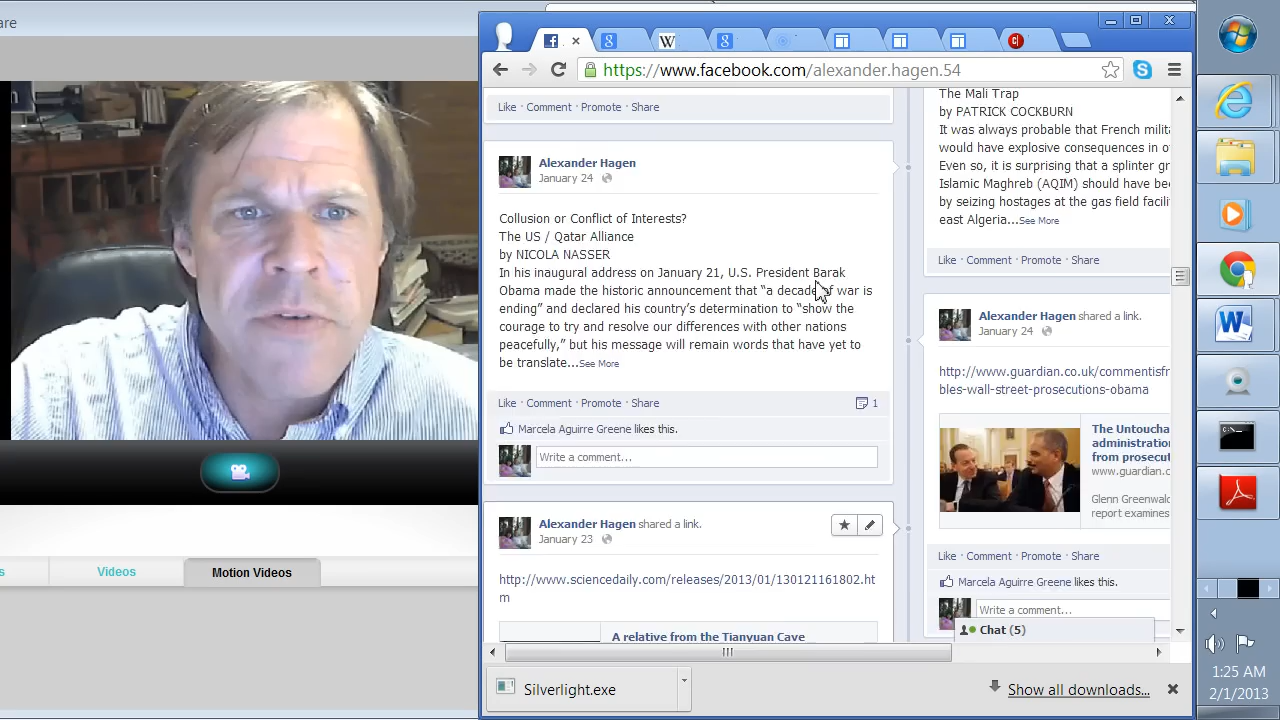 are
https://www.facebook.com/alexander.hagen.54
Like · Comment · Promote · Share
Alexander Hagen
January 24
Collusion or Conflict of Interests?
The US / Qatar Alliance
by NICOLA NASSER
In his inaugural address on January 21, U.S. President Barak
Obama made the historic announcement that “a decade of war is
ending” and declared his country’s determination to “show the
courage to try and resolve our differences with other nations
peacefully,” but his message will remain words that have yet to
be translate...See More
Like · Comment · Promote · Share
1
Marcela Aguirre Greene likes this.
Write a comment...
Alexander Hagen shared a link.
January 23
http://www.sciencedaily.com/releases/2013/01/130121161802.ht
m
A relative from the Tianyuan Cave
The Mali Trap
by PATRICK COCKBURN
It was always probable that French milit
would have explosive consequences in o
Even so, it is surprising that a splinter gr
Islamic Maghreb (AQIM) should have bee
by seizing hostages at the gas field facili
east Algeria...See More
Like · Comment · Promote · Share
Alexander Hagen shared a link.
January 24
http://www.guardian.co.uk/commentisfr
bles-wall-street-prosecutions-obama
The Untoucha
administratio
from prosecut
www.guardian.c
Glenn Greenwald
report examines
Like · Comment · Promote · Share
Marcela Aguirre Greene likes this.
Write a comment...
Chat (5)
s
Videos
Motion Videos
Silverlight.exe
Show all downloads...
1:25 AM
2/1/2013